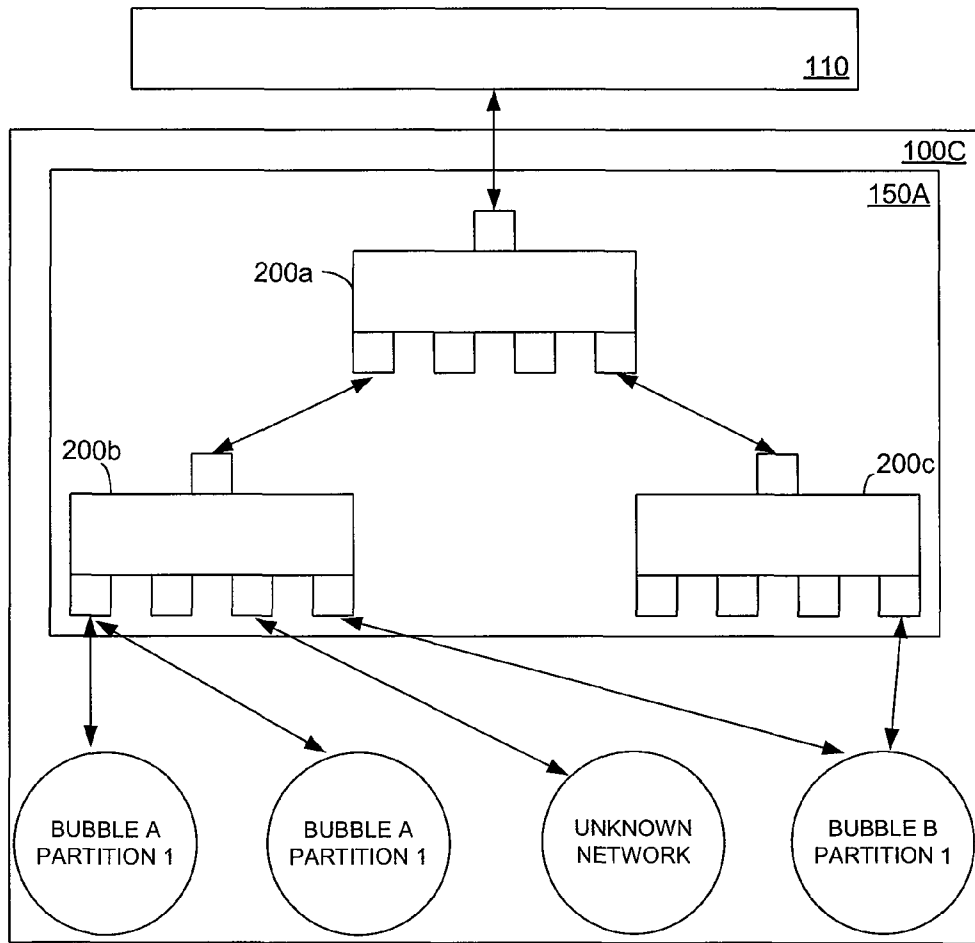 110
100C
150A
200a
200b
200c
BUBBLE A
PARTITION 1
BUBBLE A
PARTITION 1
UNKNOWN
NETWORK
BUBBLE B
PARTITION 1